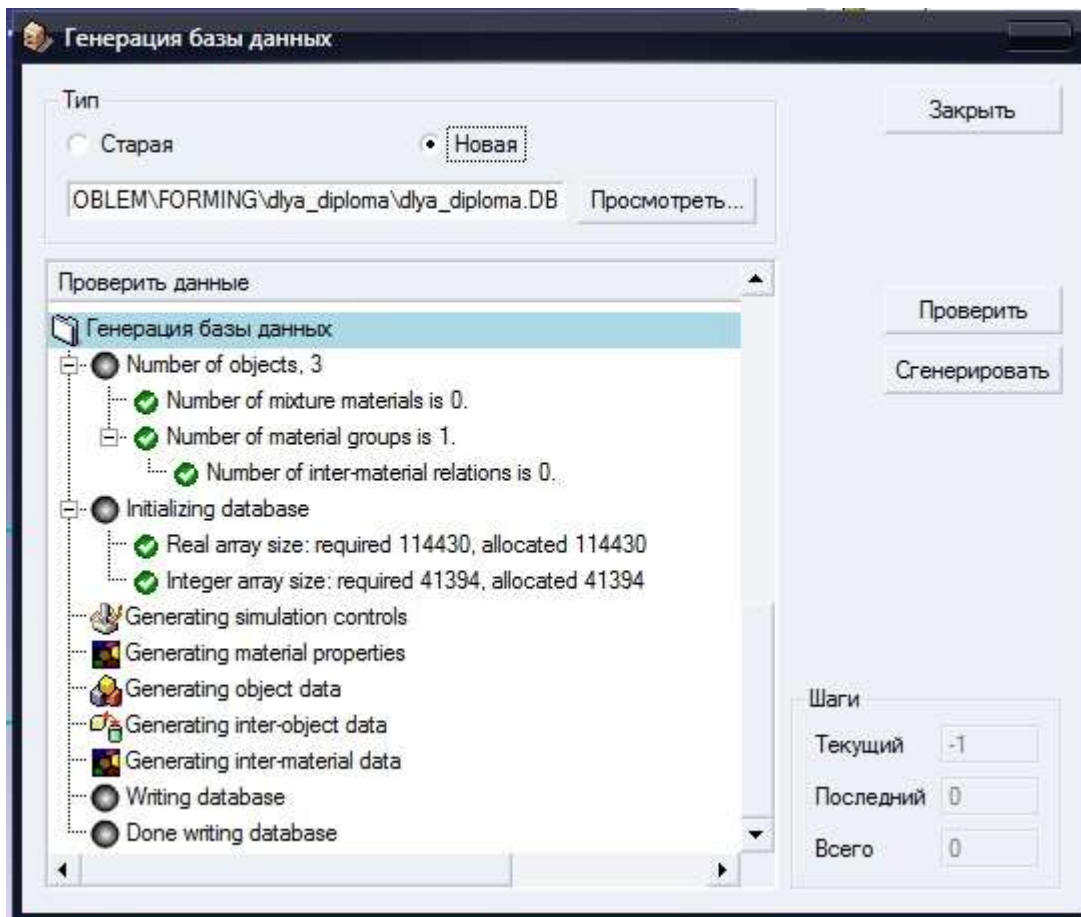 Генерация базы данных
Тип
Закрыть
Старая
Новая
OBLEM\FORMING\dlya_diploma\dlya_diploma.DB
Просмотреть...
Проверить данные
Проверить
Сгенерировать
Генерация базы данных
Number of objects, 3
Number of mixture materials is 0.
Number of material groups is 1.
Number of inter-material relations is 0.
Initializing database
Real array size: required 114430, allocated 114430
Integer array size: required 41394, allocated 41394
Generating simulation controls
Generating material properties
Generating object data
Generating inter-object data
Generating inter-material data
Writing database
Done writing database
Шаги
Текущий -1
Последний 0
Всего 0